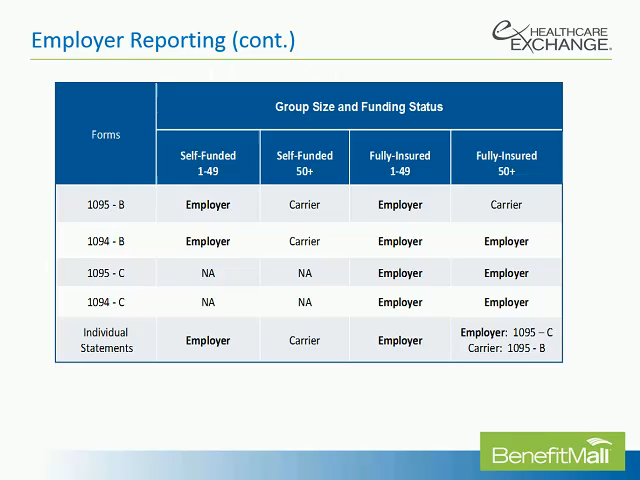 Employer Reporting (cont.)
ex HEALTHCARE
EXCHANGE.
Forms
Group Size and Funding Status
Self-Funded
1-49
Self-Funded
50+
Fully-Insured
1-49
Fully-Insured
50+
1095 - B Employer Carrier Employer Carrier
1094 - B Employer Carrier Employer Employer
1095 - C NA NA Employer Employer
1094 - C NA NA Employer Employer
Individual
Statements
Employer Carrier Employer
Employer: 1095 – C
Carrier: 1095 - B
BenefitMall